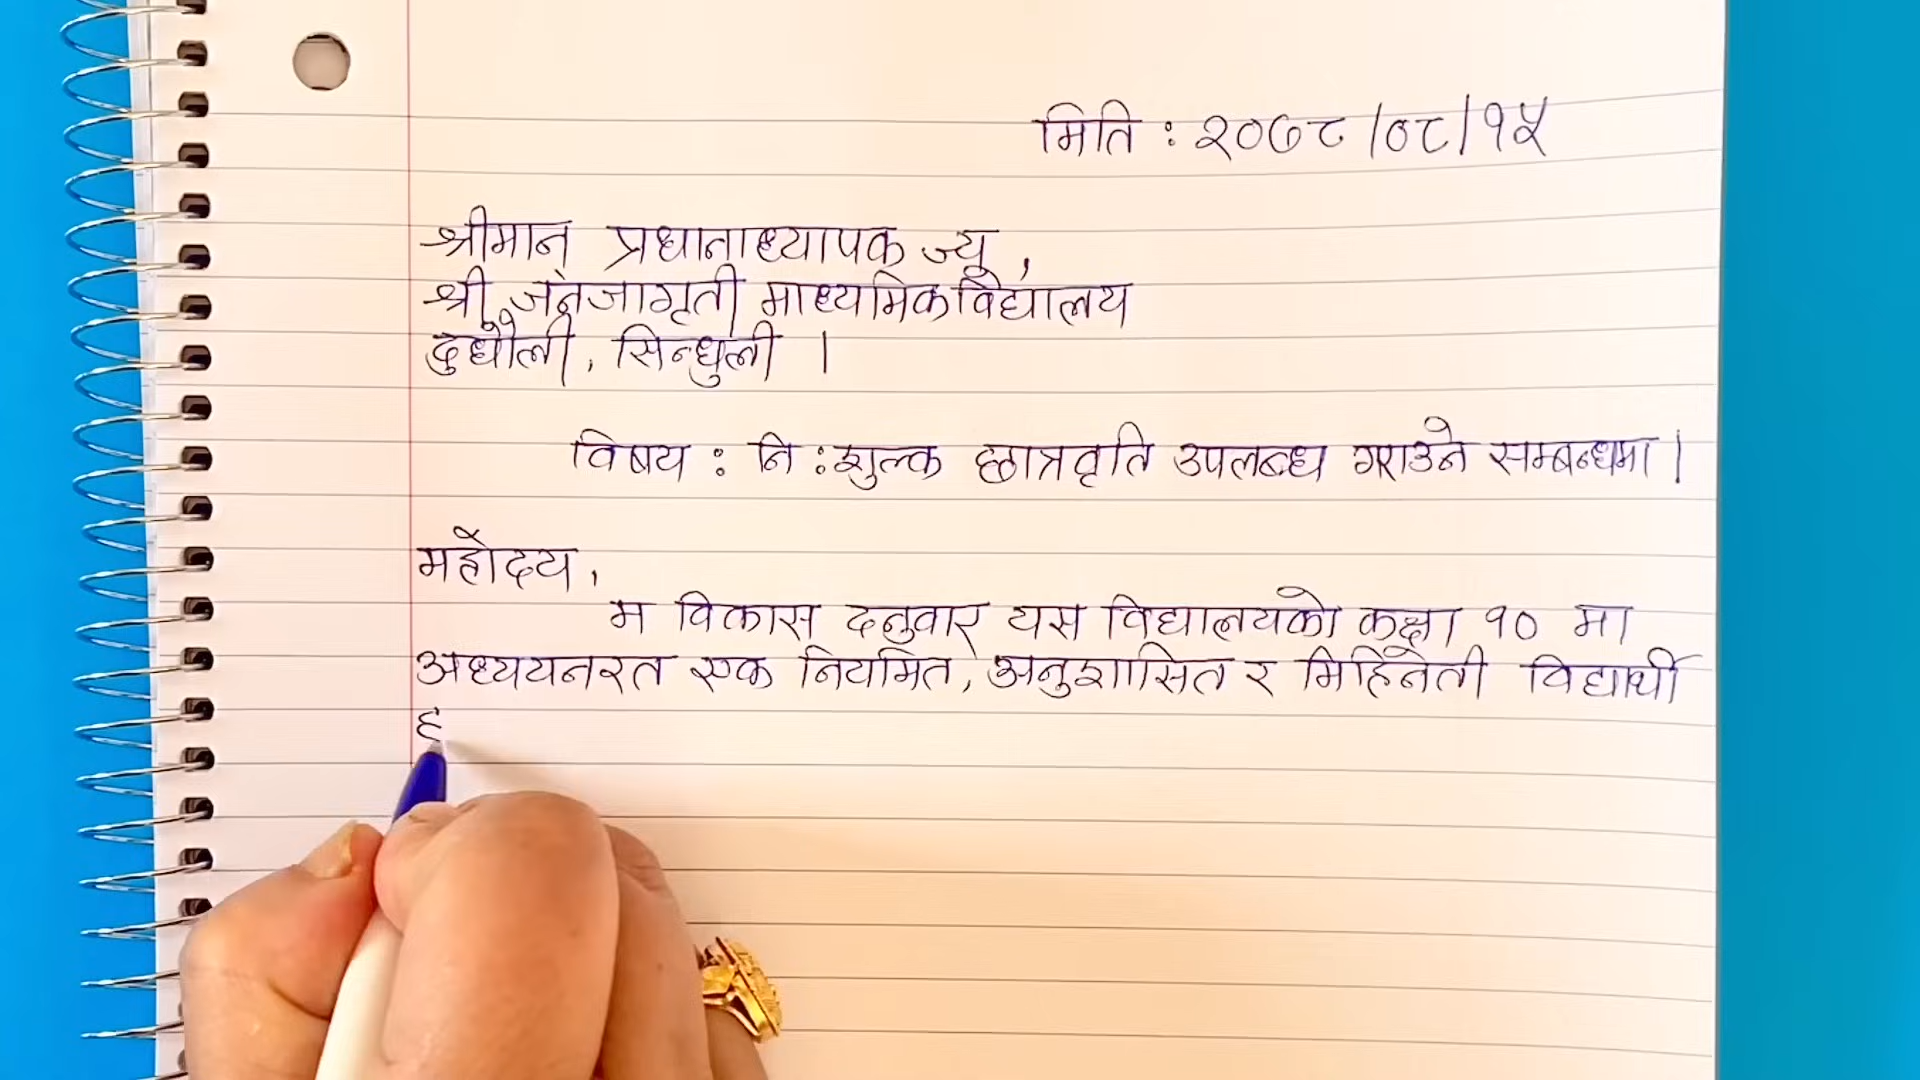 मिति : २०७८/०८/१५
श्रीमान् प्रधानाध्यापक ज्यू,
श्री जनजागृती माध्यमिक विद्यालय
दुधौली, सिन्धुली ।
विषय : नि:शुल्क छात्रवृति उपलब्ध गराउने सम्बन्धमा ।
महोदय,
म विकास दनुवार यस विद्यालयको कक्षा १० मा
अध्ययनरत एक नियमित, अनुशासित र मिहिनेती विद्यार्थी